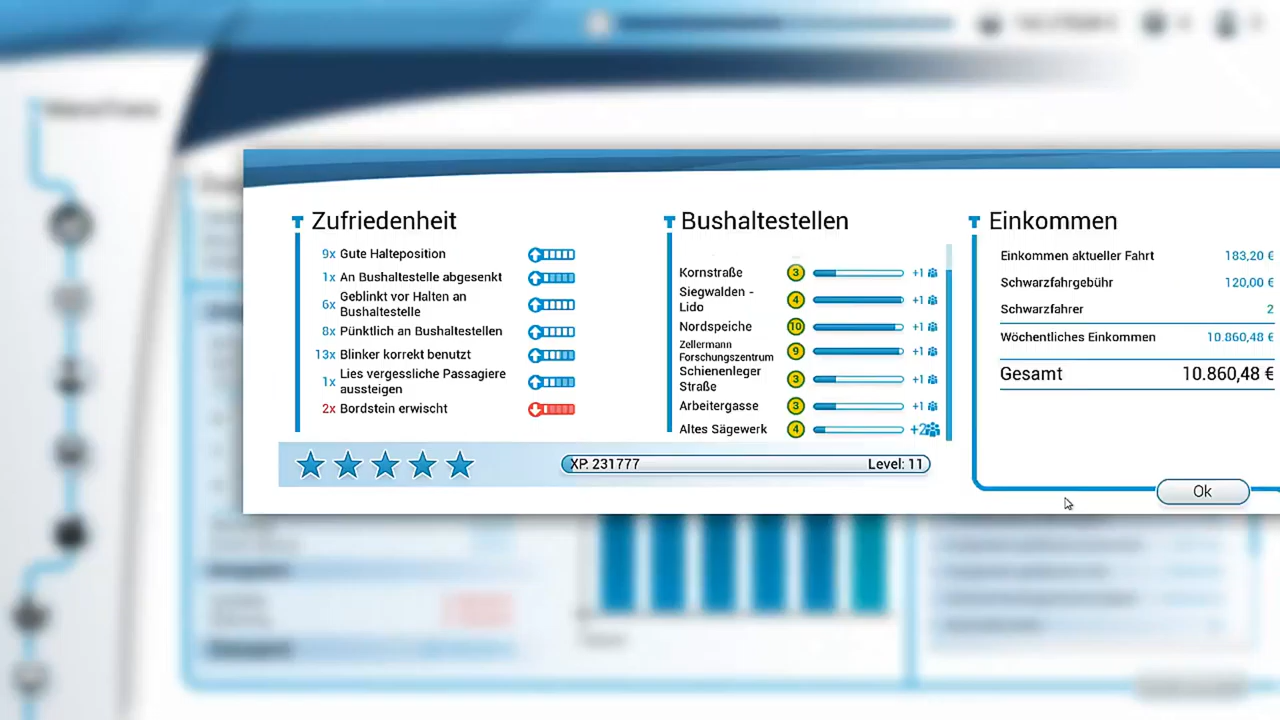 Zufriedenheit
9x Gute Halteposition
1x An Bushaltestelle abgesenkt
6x Geblinkt vor Halten an
Bushaltestelle
8x Pünktlich an Bushaltestellen
13x Blinker korrekt benutzt
1x Lies vergessliche Passagiere
aussteigen
2x Bordstein erwischt
Bushaltestellen
Kornstraße 3 +1
Siegwalden -
Lido 4 +1
Nordspeiche 10 +1
Zellermann
Forschungszentrum 9 +1
Schienenleger
Straße 3 +1
Arbeitergasse 3 +1
Altes Sägewerk 4 +2
XP: 231777 Level: 11
Einkommen
Einkommen aktueller Fahrt 183,20 €
Schwarzfahrgebühr 120,00 €
Schwarzfahrer 2
Wöchentliches Einkommen 10.860,48 €
Gesamt 10.860,48 €
Ok